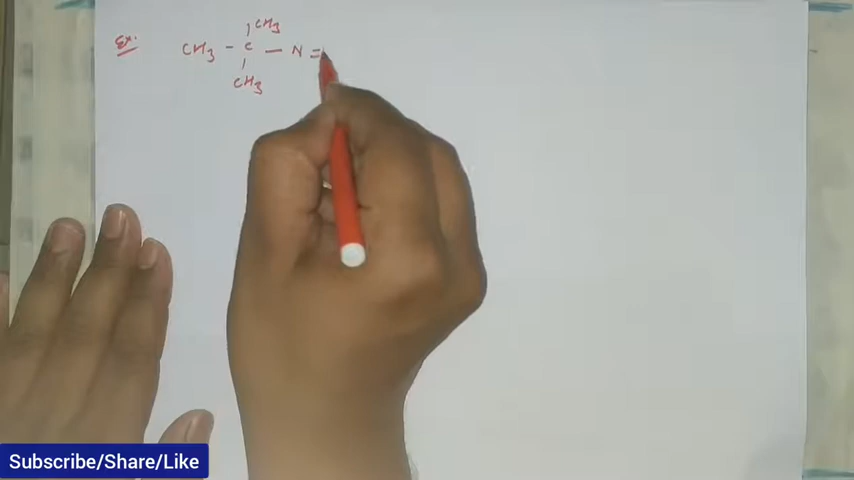 CH3
Ex. CH3 - C - N =
CH3
Subscribe/Share/Like